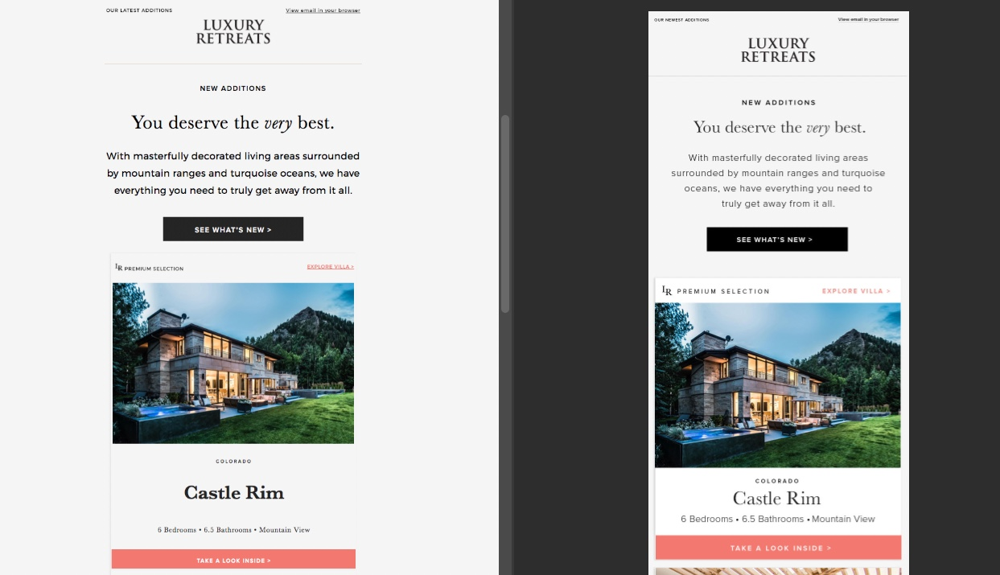 OUR LATEST ADDITIONS
View email in your browser
LUXURY
RETREATS
NEW ADDITIONS
You deserve the very best.
With masterfully decorated living areas surrounded
by mountain ranges and turquoise oceans, we have
everything you need to truly get away from it all.
SEE WHAT'S NEW >
LR PREMIUM SELECTION
EXPLORE VILLA >
COLORADO
Castle Rim
6 Bedrooms • 6.5 Bathrooms • Mountain View
TAKE A LOOK INSIDE >
OUR NEWEST ADDITIONS
View email in your browser
LUXURY
RETREATS
NEW ADDITIONS
You deserve the very best.
With masterfully decorated living areas
surrounded by mountain ranges and turquoise
oceans, we have everything you need to
truly get away from it all.
SEE WHAT'S NEW >
LR PREMIUM SELECTION
EXPLORE VILLA >
COLORADO
Castle Rim
6 Bedrooms • 6.5 Bathrooms • Mountain View
TAKE A LOOK INSIDE >